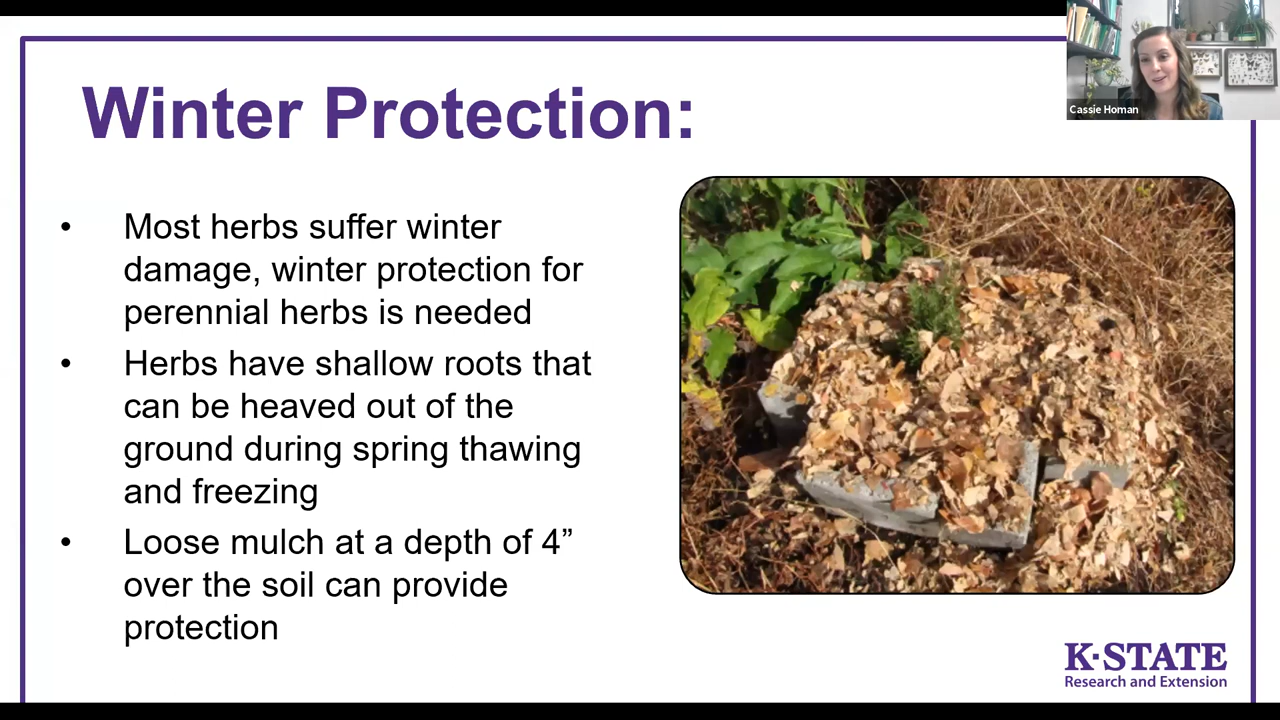 Cassie Homan
Winter Protection:
• Most herbs suffer winter
damage, winter protection for
perennial herbs is needed
• Herbs have shallow roots that
can be heaved out of the
ground during spring thawing
and freezing
• Loose mulch at a depth of 4”
over the soil can provide
protection
K·STATE
Research and Extension